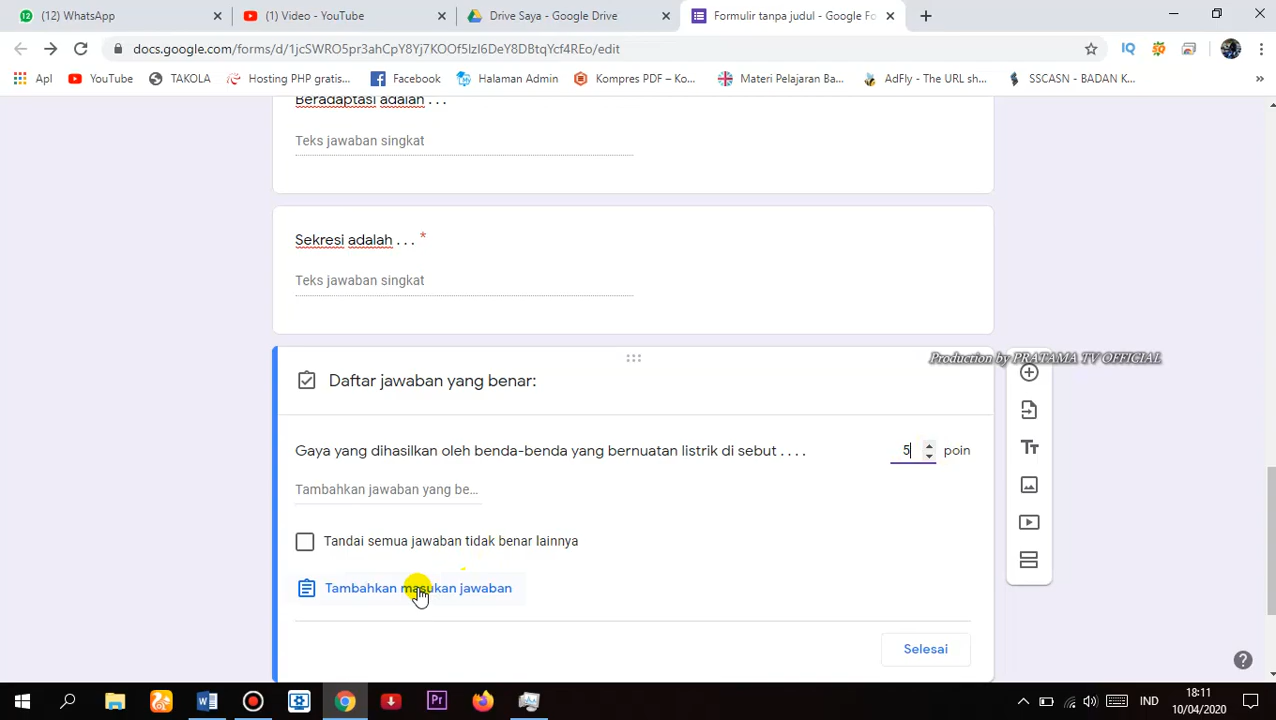 (12) WhatsApp
(1) Video - YouTube
Drive Saya - Google Drive
Formulir tanpa judul - Google Fo
docs.google.com/forms/d/1jcSWRO5pr3ahCpY8Yj7KOOf5IzI6DeY8DBtqYcf4REo/edit
Apl
YouTube
TAKOLA
Hosting PHP gratis...
Facebook
Halaman Admin
Kompres PDF – Ko...
Materi Pelajaran Ba...
AdFly - The URL sh...
SSCASN - BADAN K...
»
Beradaptasi adalah . . .
Teks jawaban singkat
Sekresi adalah . . . *
Teks jawaban singkat
Production by PRATAMA TV OFFICIAL
Daftar jawaban yang benar:
Gaya yang dihasilkan oleh benda-benda yang bernuatan listrik di sebut . . . .
5 poin
Tambahkan jawaban yang be...
Tandai semua jawaban tidak benar lainnya
Tambahkan masukan jawaban
Selesai
IND
18:11
10/04/2020